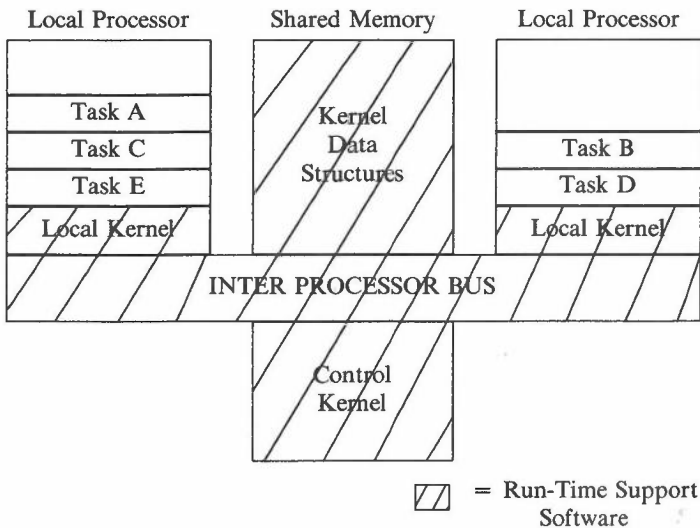 Local Processor
Shared Memory
Local Processor
Task A
Task C
Task E
Local Kernel
Kernel
Data
Structures
Task B
Task D
Local Kernel
INTER PROCESSOR BUS
Control
Kernel
= Run-Time Support
Software